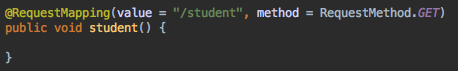 @RequestMapping(value = "/student", method = RequestMethod.GET)
public void student() {
}